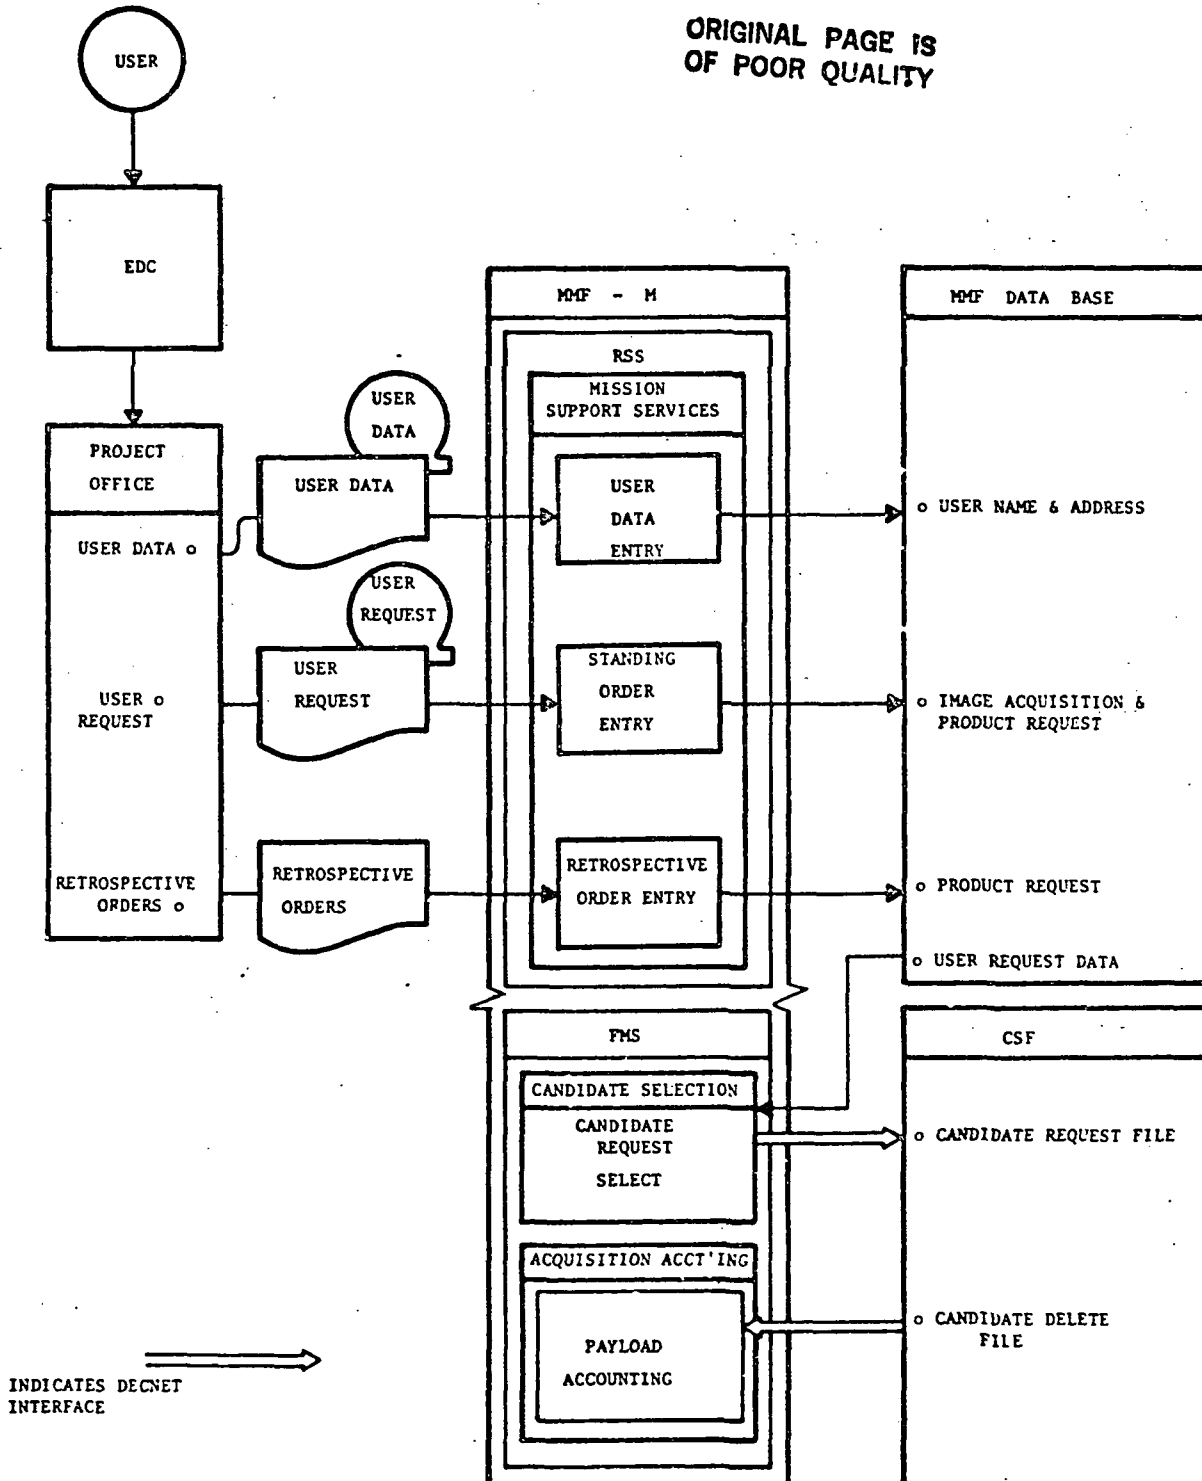 ORIGINAL PAGE IS
OF POOR QUALITY
USER
EDC
PROJECT
OFFICE
USER DATA o
USER o
REQUEST
RETROSPECTIVE
ORDERS o
USER
DATA
USER DATA
USER
REQUEST
USER
REQUEST
RETROSPECTIVE
ORDERS
MMF - M
RSS
MISSION
SUPPORT SERVICES
USER
DATA
ENTRY
STANDING
ORDER
ENTRY
RETROSPECTIVE
ORDER ENTRY
MMF DATA BASE
o USER NAME & ADDRESS
o IMAGE ACQUISITION &
PRODUCT REQUEST
o PRODUCT REQUEST
o USER REQUEST DATA
FMS
CANDIDATE SELECTION
CANDIDATE
REQUEST
SELECT
ACQUISITION ACCT'ING
PAYLOAD
ACCOUNTING
CSF
o CANDIDATE REQUEST FILE
o CANDIDATE DELETE
FILE
INDICATES DECNET
INTERFACE